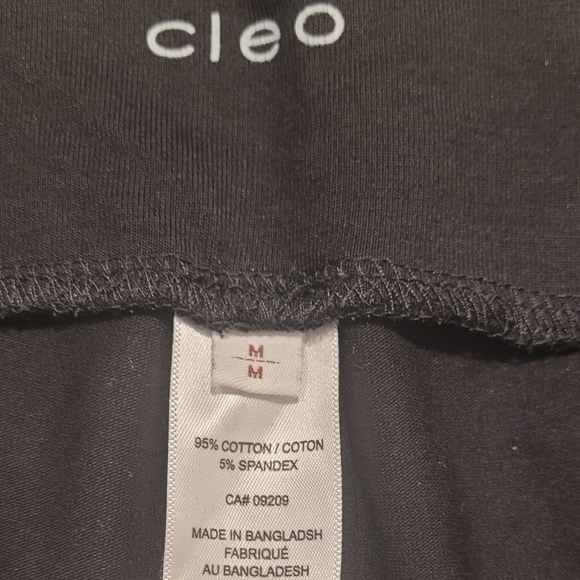 cleo
M
M
95% COTTON / COTON
5% SPANDEX
CA# 09209
MADE IN BANGLADSH
FABRIQUÉ
AU BANGLADESH